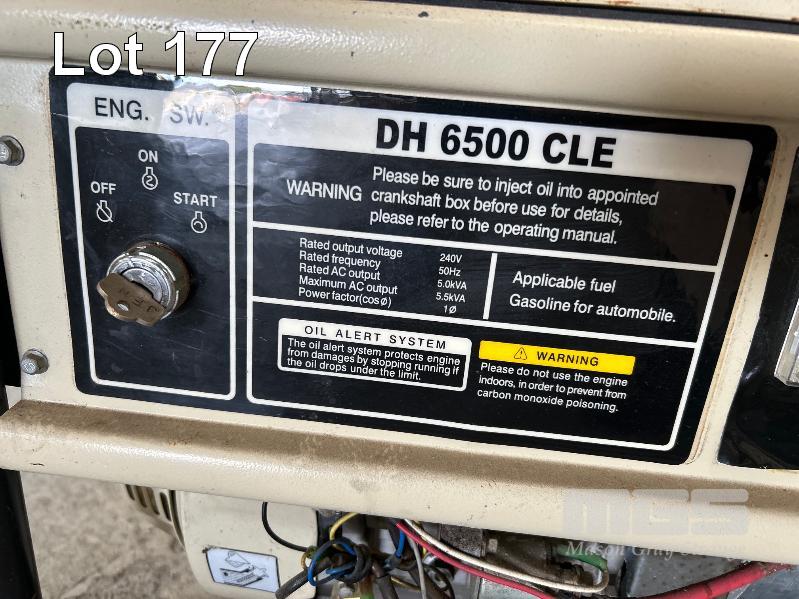 Lot 177
ENG. SW.
ON
2
OFF
START
DH 6500 CLE
WARNING
Please be sure to inject oil into appointed
crankshaft box before use for details,
please refer to the operating manual.
Rated output voltage 240V
Rated frequency 50Hz
Rated AC output 5.0kVA
Maximum AC output 5.5kVA
Power factor(cosø) 1Ø
Applicable fuel
Gasoline for automobile.
OIL ALERT SYSTEM
The oil alert system protects engine
from damages by stopping running if
the oil drops under the limit.
⚠ WARNING
Please do not use the engine
indoors, in order to prevent from
carbon monoxide poisoning.
MGS
Mason Gray